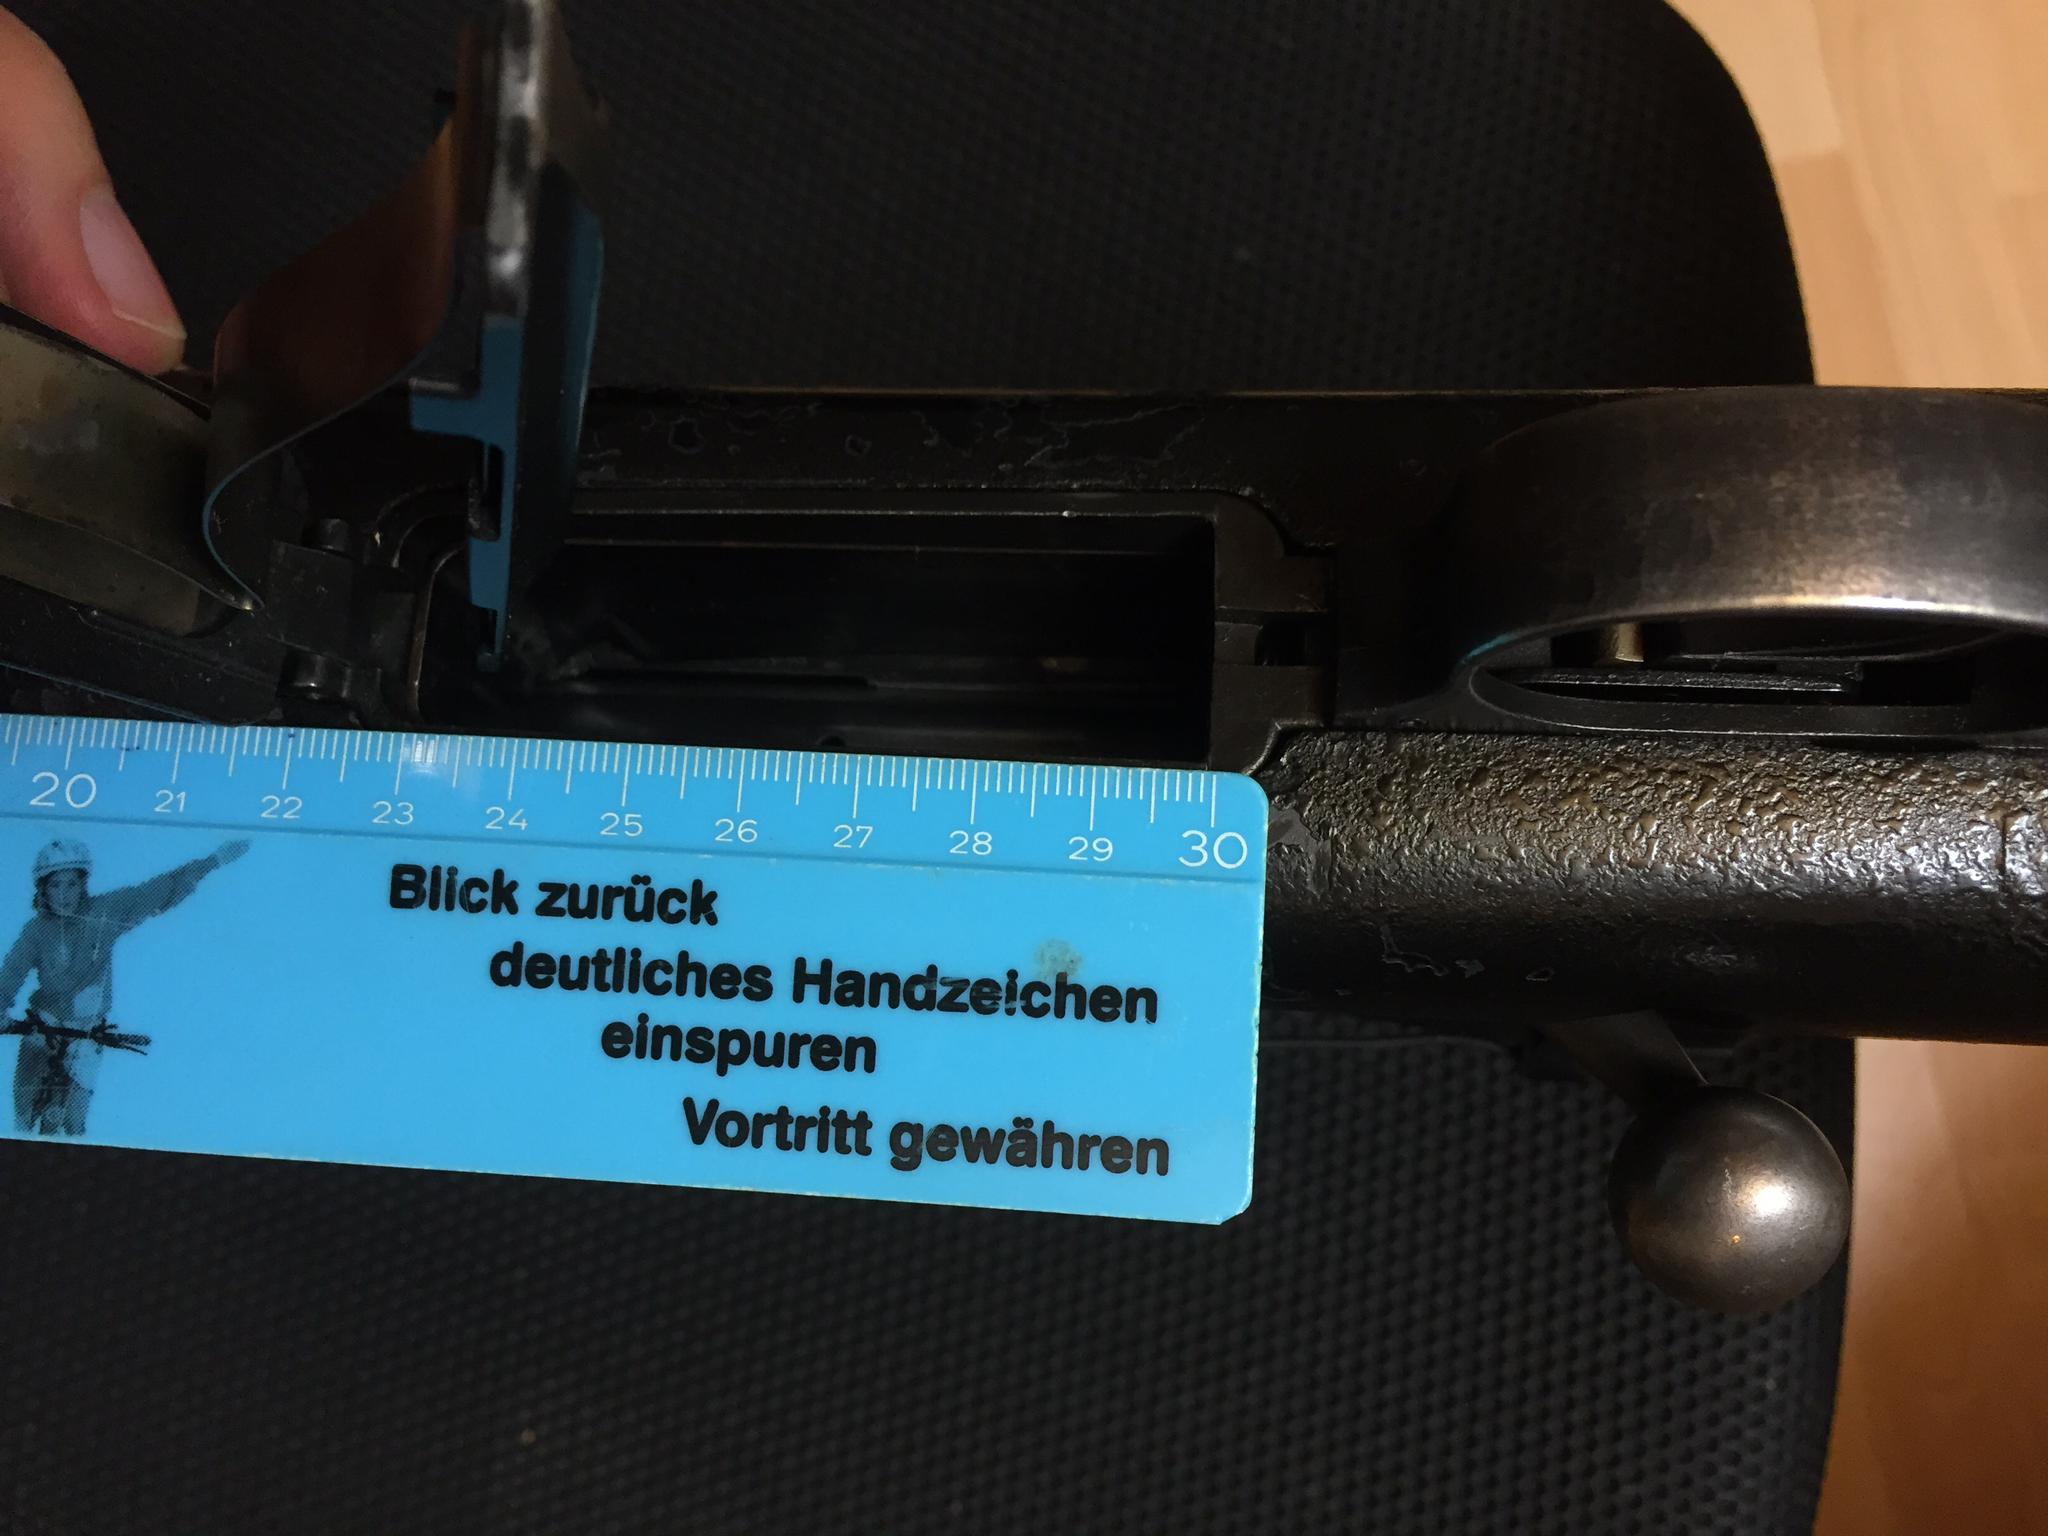 20 21 22 23 24 25 26 27 28 29 30
Blick zurück
deutliches Handzeichen
einspuren
Vortritt gewähren